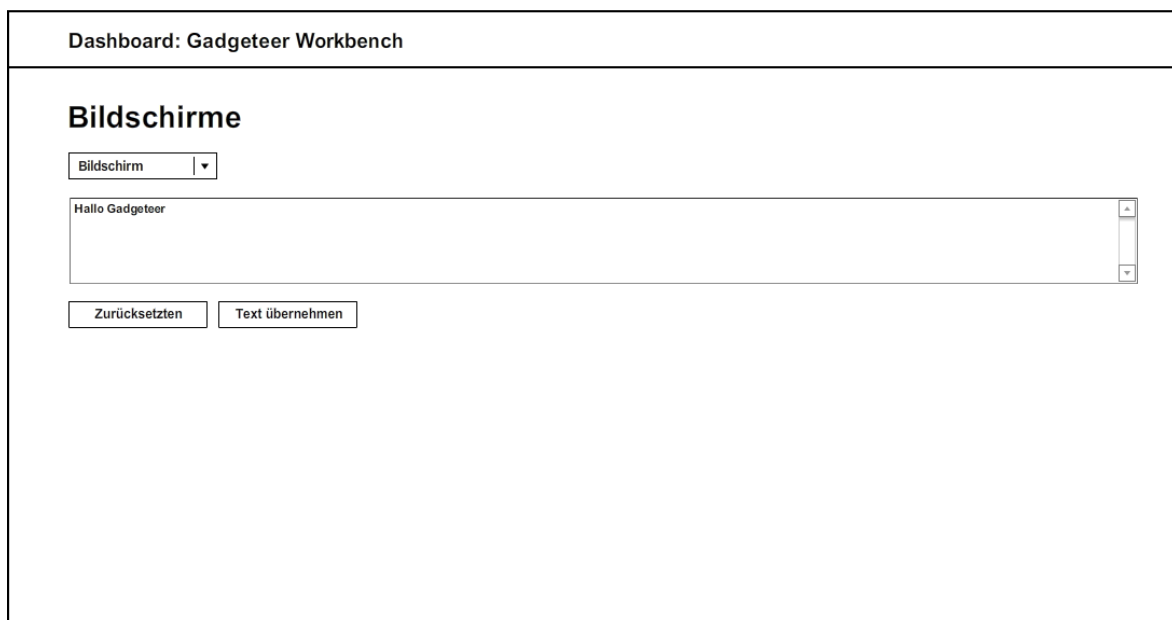 Dashboard: Gadgeteer Workbench
Bildschirme
Bildschirm
Hallo Gadgeteer
Zurücksetzten Text übernehmen